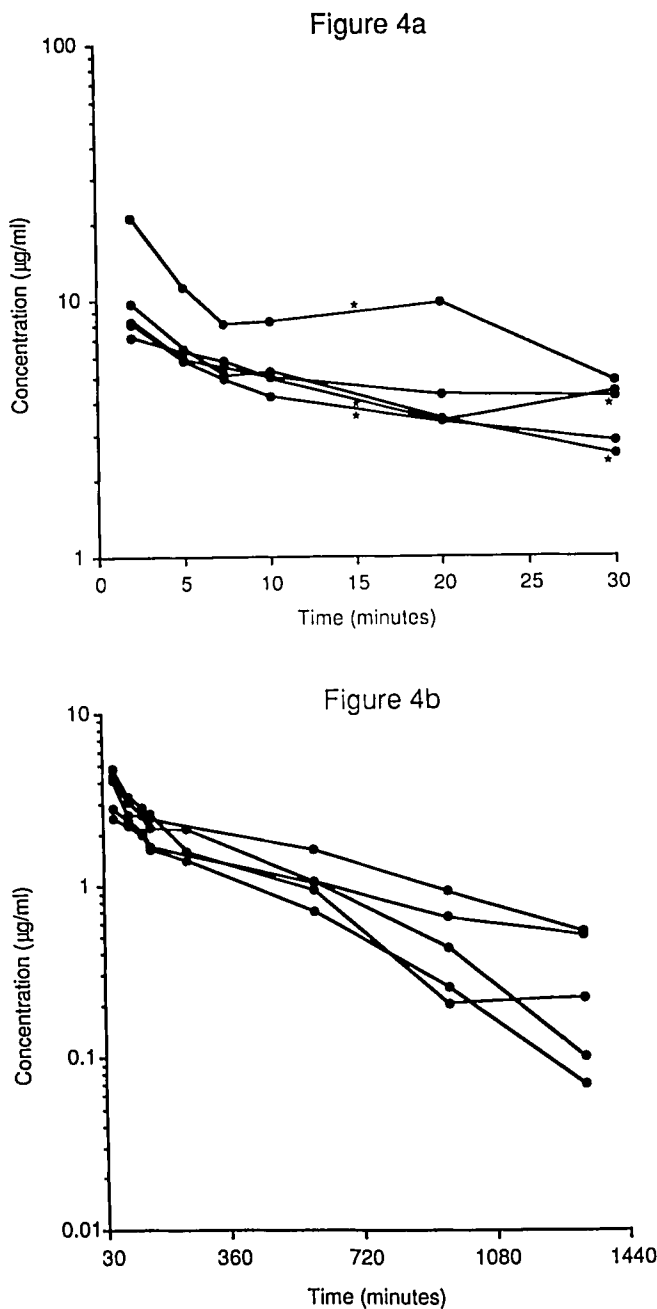 Figure 4a
100
10
1
Concentration (µg/ml)
0 5 10 15 20 25 30
Time (minutes)
Figure 4b
10
1
0.1
0.01
Concentration (µg/ml)
30 360 720 1080 1440
Time (minutes)